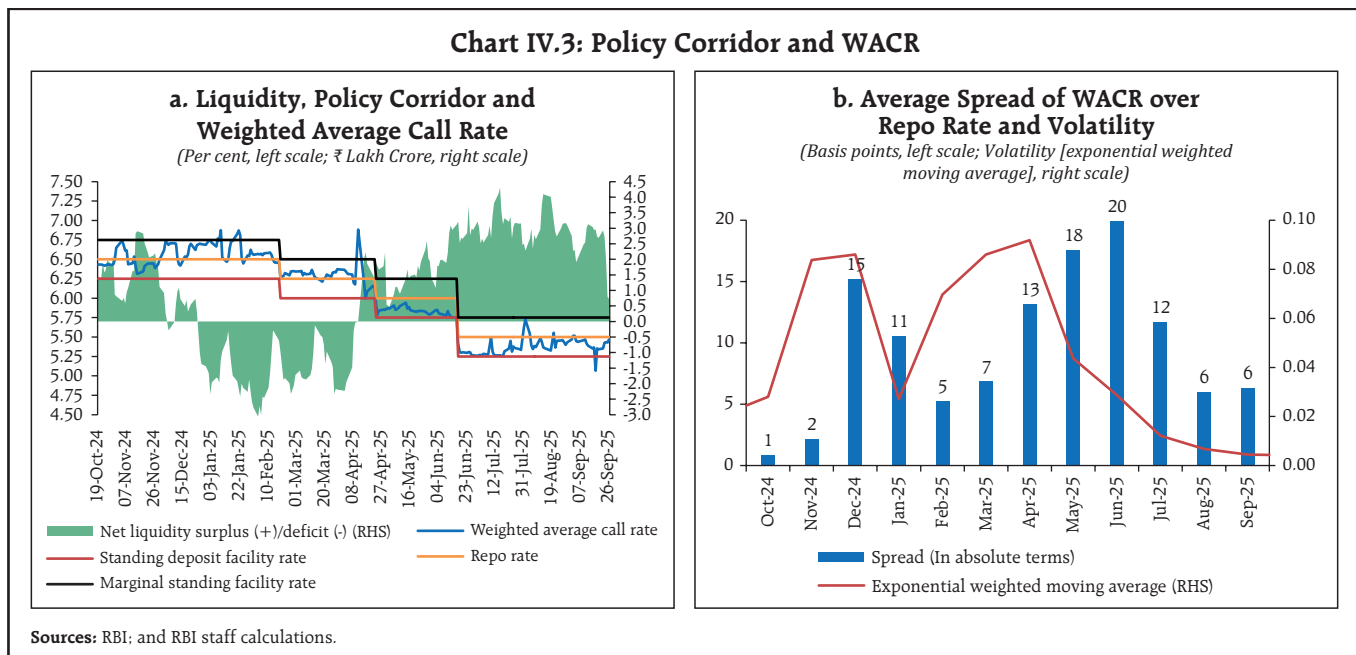 Chart IV.3: Policy Corridor and WACR
a. Liquidity, Policy Corridor and
Weighted Average Call Rate
(Per cent, left scale; ₹ Lakh Crore, right scale)
7.50
7.25
7.00
6.75
6.50
6.25
6.00
5.75
5.50
5.25
5.00
4.75
4.50
4.5
4.0
3.5
3.0
2.5
2.0
1.5
1.0
0.5
0.0
-0.5
-1.0
-1.5
-2.0
-2.5
-3.0
19-Oct-24
07-Nov-24
26-Nov-24
15-Dec-24
03-Jan-25
22-Jan-25
10-Feb-25
01-Mar-25
20-Mar-25
08-Apr-25
27-Apr-25
16-May-25
04-Jun-25
23-Jun-25
12-Jul-25
31-Jul-25
19-Aug-25
07-Sep-25
26-Sep-25
Net liquidity surplus (+)/deficit (-) (RHS)
Weighted average call rate
Standing deposit facility rate
Repo rate
Marginal standing facility rate
b. Average Spread of WACR over
Repo Rate and Volatility
(Basis points, left scale; Volatility [exponential weighted
moving average], right scale)
20
15
10
5
0
1
2
15
11
5
7
13
18
20
12
6
6
0.10
0.08
0.06
0.04
0.02
0.00
Oct-24
Nov-24
Dec-24
Jan-25
Feb-25
Mar-25
Apr-25
May-25
Jun-25
Jul-25
Aug-25
Sep-25
Spread (In absolute terms)
Exponential weighted moving average (RHS)
Sources: RBI; and RBI staff calculations.